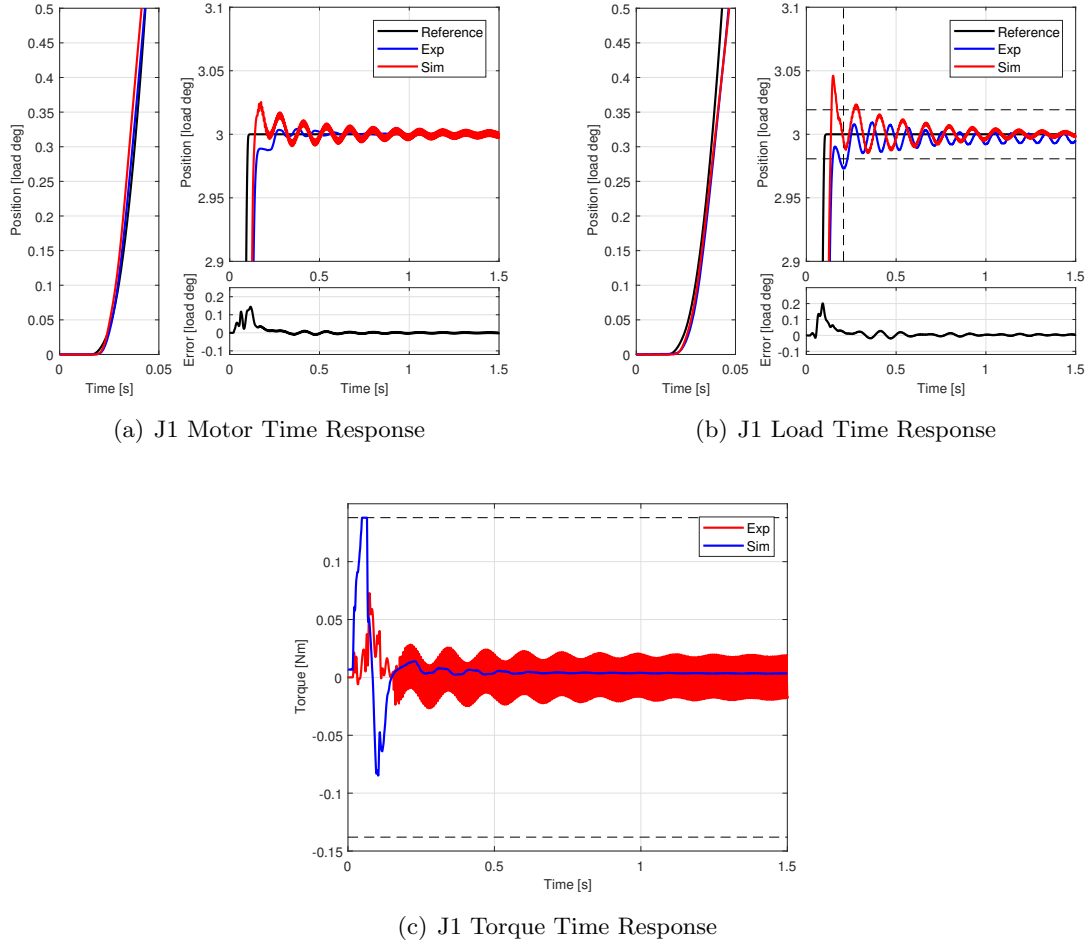 0.5
0.45
0.4
0.35
0.3
0.25
0.2
0.15
0.1
0.05
0
Position [load deg]
0 0.05
Time [s]
3.1
3.05
3
2.95
2.9
Position [load deg]
Reference
Exp
Sim
0 0.5 1 1.5
0.2
0.1
0
-0.1
Error [load deg]
0 0.5 1 1.5
Time [s]
(a) J1 Motor Time Response
0.5
0.45
0.4
0.35
0.3
0.25
0.2
0.15
0.1
0.05
0
Position [load deg]
0 0.05
Time [s]
3.1
3.05
3
2.95
2.9
Position [load deg]
Reference
Exp
Sim
0 0.5 1 1.5
0.2
0.1
0
-0.1
Error [load deg]
0 0.5 1 1.5
Time [s]
(b) J1 Load Time Response
0.1
0.05
0
-0.05
-0.1
-0.15
Torque [Nm]
Exp
Sim
0 0.5 1 1.5
Time [s]
(c) J1 Torque Time Response